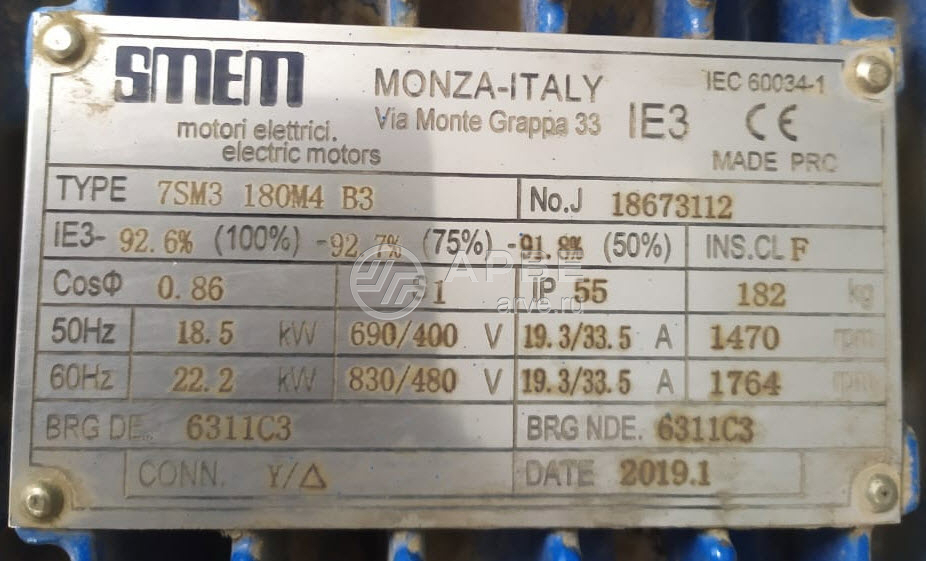 SMEM
motori elettrici.
electric motors
MONZA-ITALY
Via Monte Grappa 33
IEC 60034-1
IE3 CE
MADE PRC
TYPE 7SM3 180M4 B3 No.J 18673112
IE3- 92.6% (100%) -92.7% (75%) -91.8% (50%) INS.CL F
CosΦ 0.86 S1 IP 55 182 kg
50Hz 18.5 kW 690/400 V 19.3/33.5 A 1470 rpm
60Hz 22.2 kW 830/480 V 19.3/33.5 A 1764 rpm
BRG DE. 6311C3 BRG NDE. 6311C3
CONN. Y/Δ DATE 2019.1
АРВЕ
arve.ru